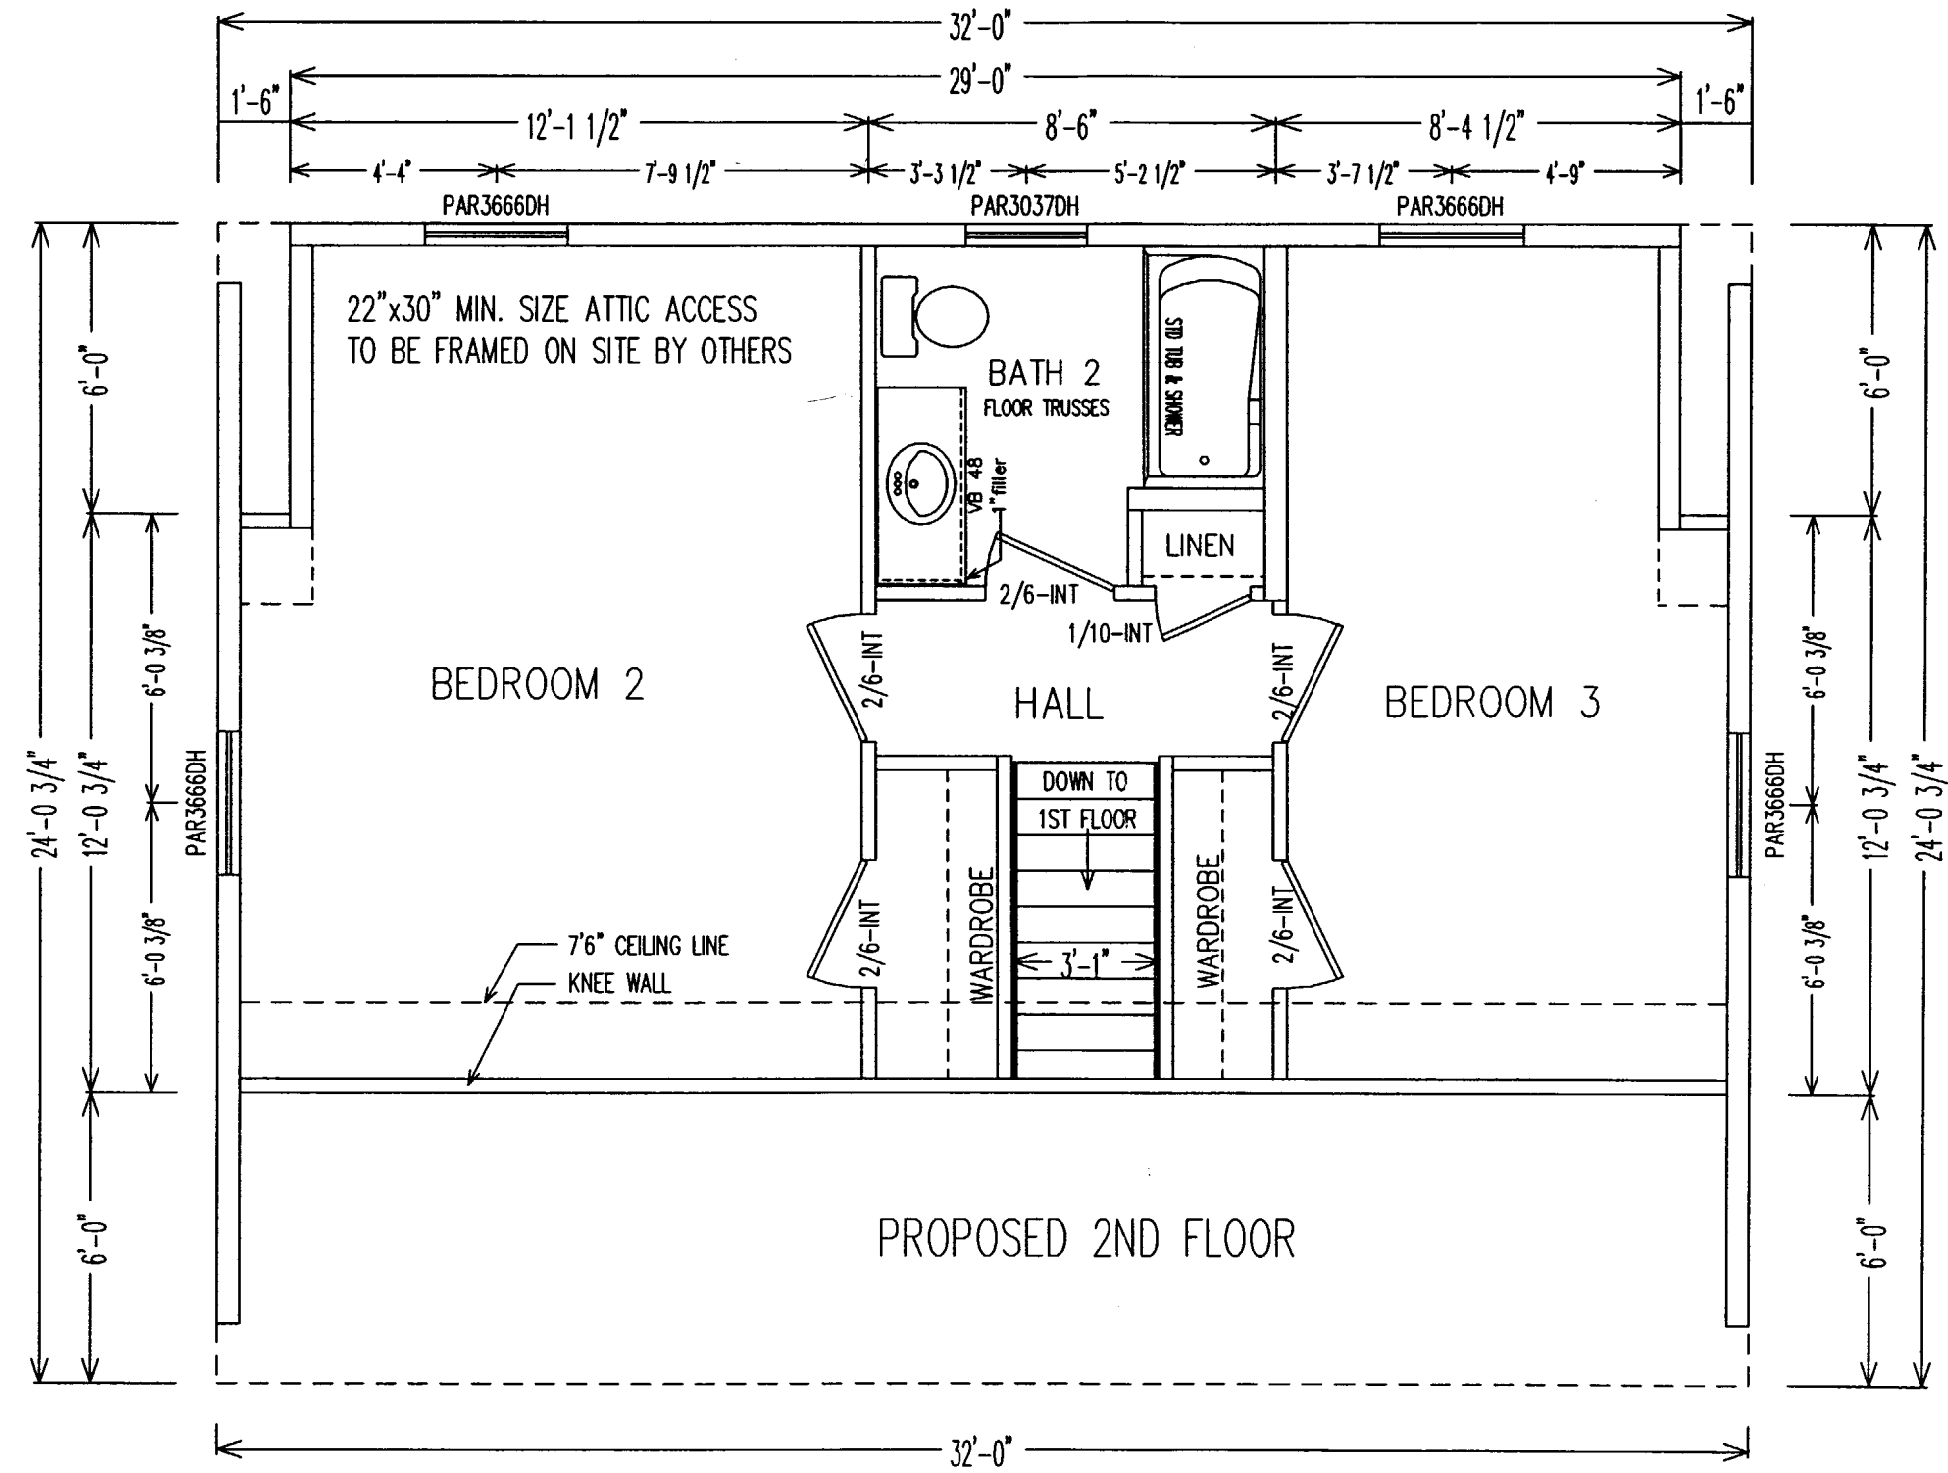 32'-0"
29'-0"
1'-6"
12'-1 1/2"
8'-6"
8'-4 1/2"
1'-6"
4'-4"
7'-9 1/2"
3'-3 1/2"
5'-2 1/2"
3'-7 1/2"
4'-9"
PAR3666DH
PAR3037DH
PAR3666DH
22"x30" MIN. SIZE ATTIC ACCESS
TO BE FRAMED ON SITE BY OTHERS
6'-0"
6'-0"
BATH 2
FLOOR TRUSSES
STD TUB & SHOWER
VB 48
1" filler
LINEN
2/6-INT
1/10-INT
6'-0 3/8"
2/6-INT
2/6-INT
6'-0 3/8"
BEDROOM 2
HALL
BEDROOM 3
24'-0 3/4"
12'-0 3/4"
PAR3666DH
DOWN TO
1ST FLOOR
PAR3666DH
12'-0 3/4"
24'-0 3/4"
6'-0 3/8"
7'6" CEILING LINE
KNEE WALL
2/6-INT
WARDROBE
3'-1"
WARDROBE
2/6-INT
6'-0 3/8"
6'-0"
PROPOSED 2ND FLOOR
6'-0"
32'-0"